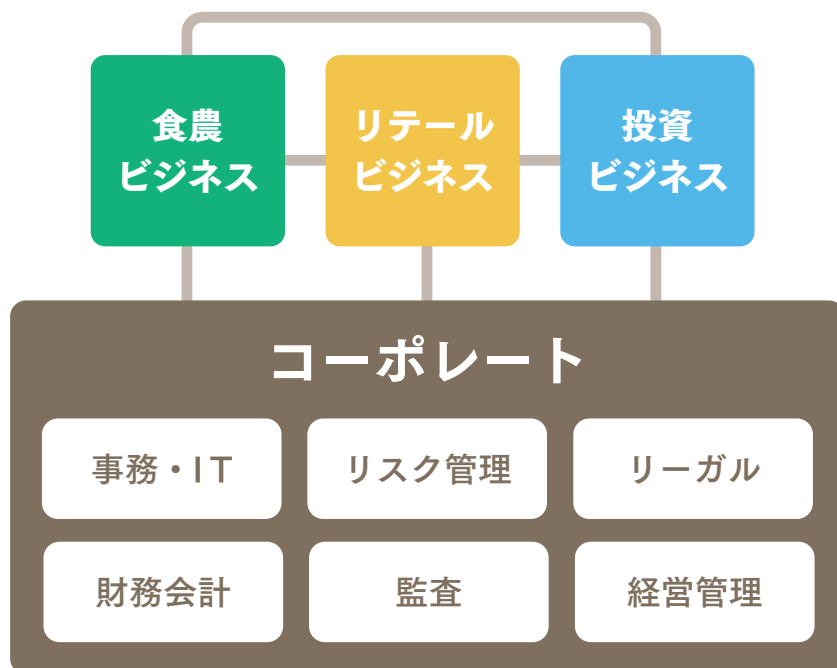 食農
ビジネス
リテール
ビジネス
投資
ビジネス
コーポレート
事務・IT
リスク管理
リーガル
財務会計
監査
経営管理